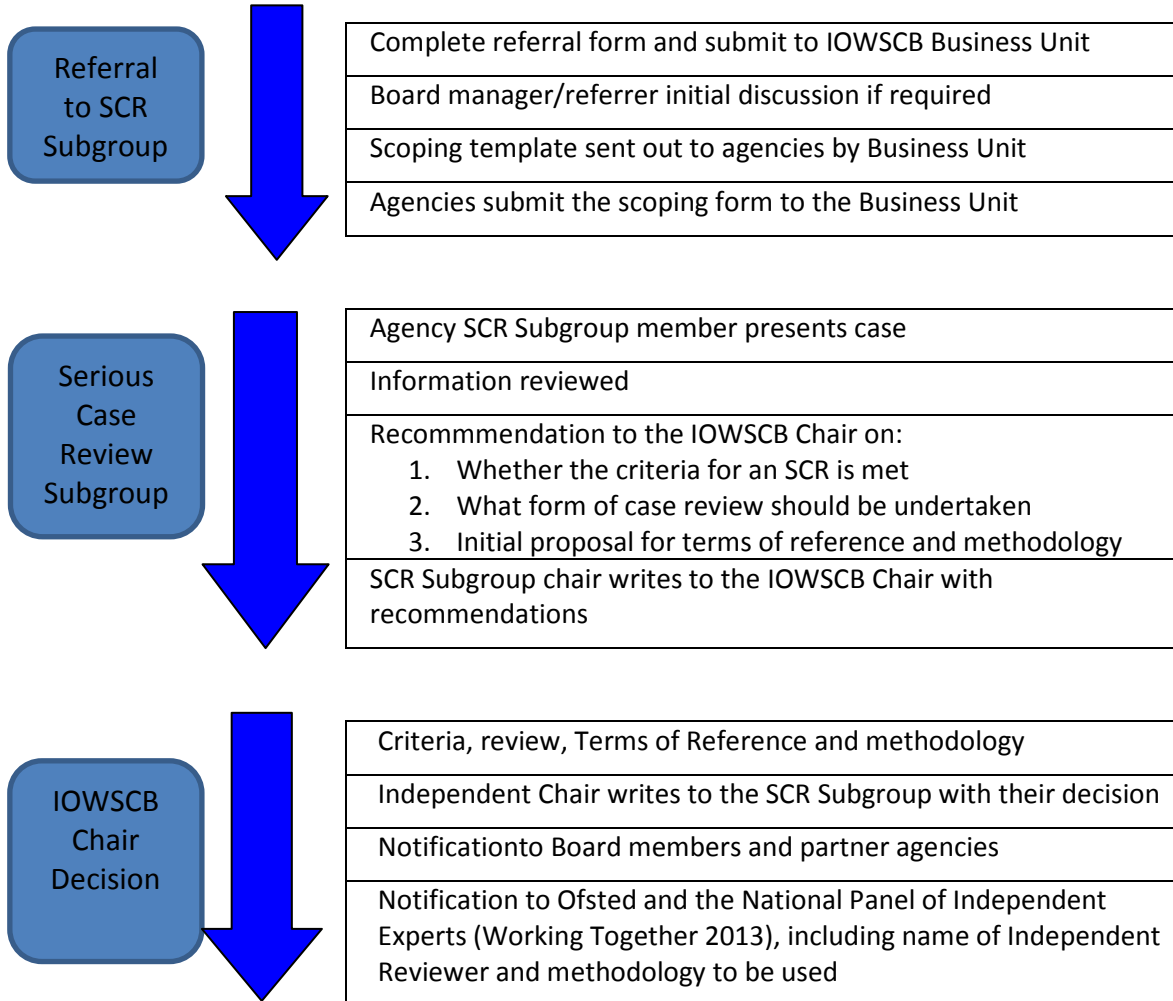 Referral
to SCR
Subgroup
Complete referral form and submit to IOWSCB Business Unit
Board manager/referrer initial discussion if required
Scoping template sent out to agencies by Business Unit
Agencies submit the scoping form to the Business Unit
Serious
Case
Review
Subgroup
Agency SCR Subgroup member presents case
Information reviewed
Recommmendation to the IOWSCB Chair on:
1. Whether the criteria for an SCR is met
2. What form of case review should be undertaken
3. Initial proposal for terms of reference and methodology
SCR Subgroup chair writes to the IOWSCB Chair with
recommendations
IOWSCB
Chair
Decision
Criteria, review, Terms of Reference and methodology
Independent Chair writes to the SCR Subgroup with their decision
Notificationto Board members and partner agencies
Notification to Ofsted and the National Panel of Independent
Experts (Working Together 2013), including name of Independent
Reviewer and methodology to be used